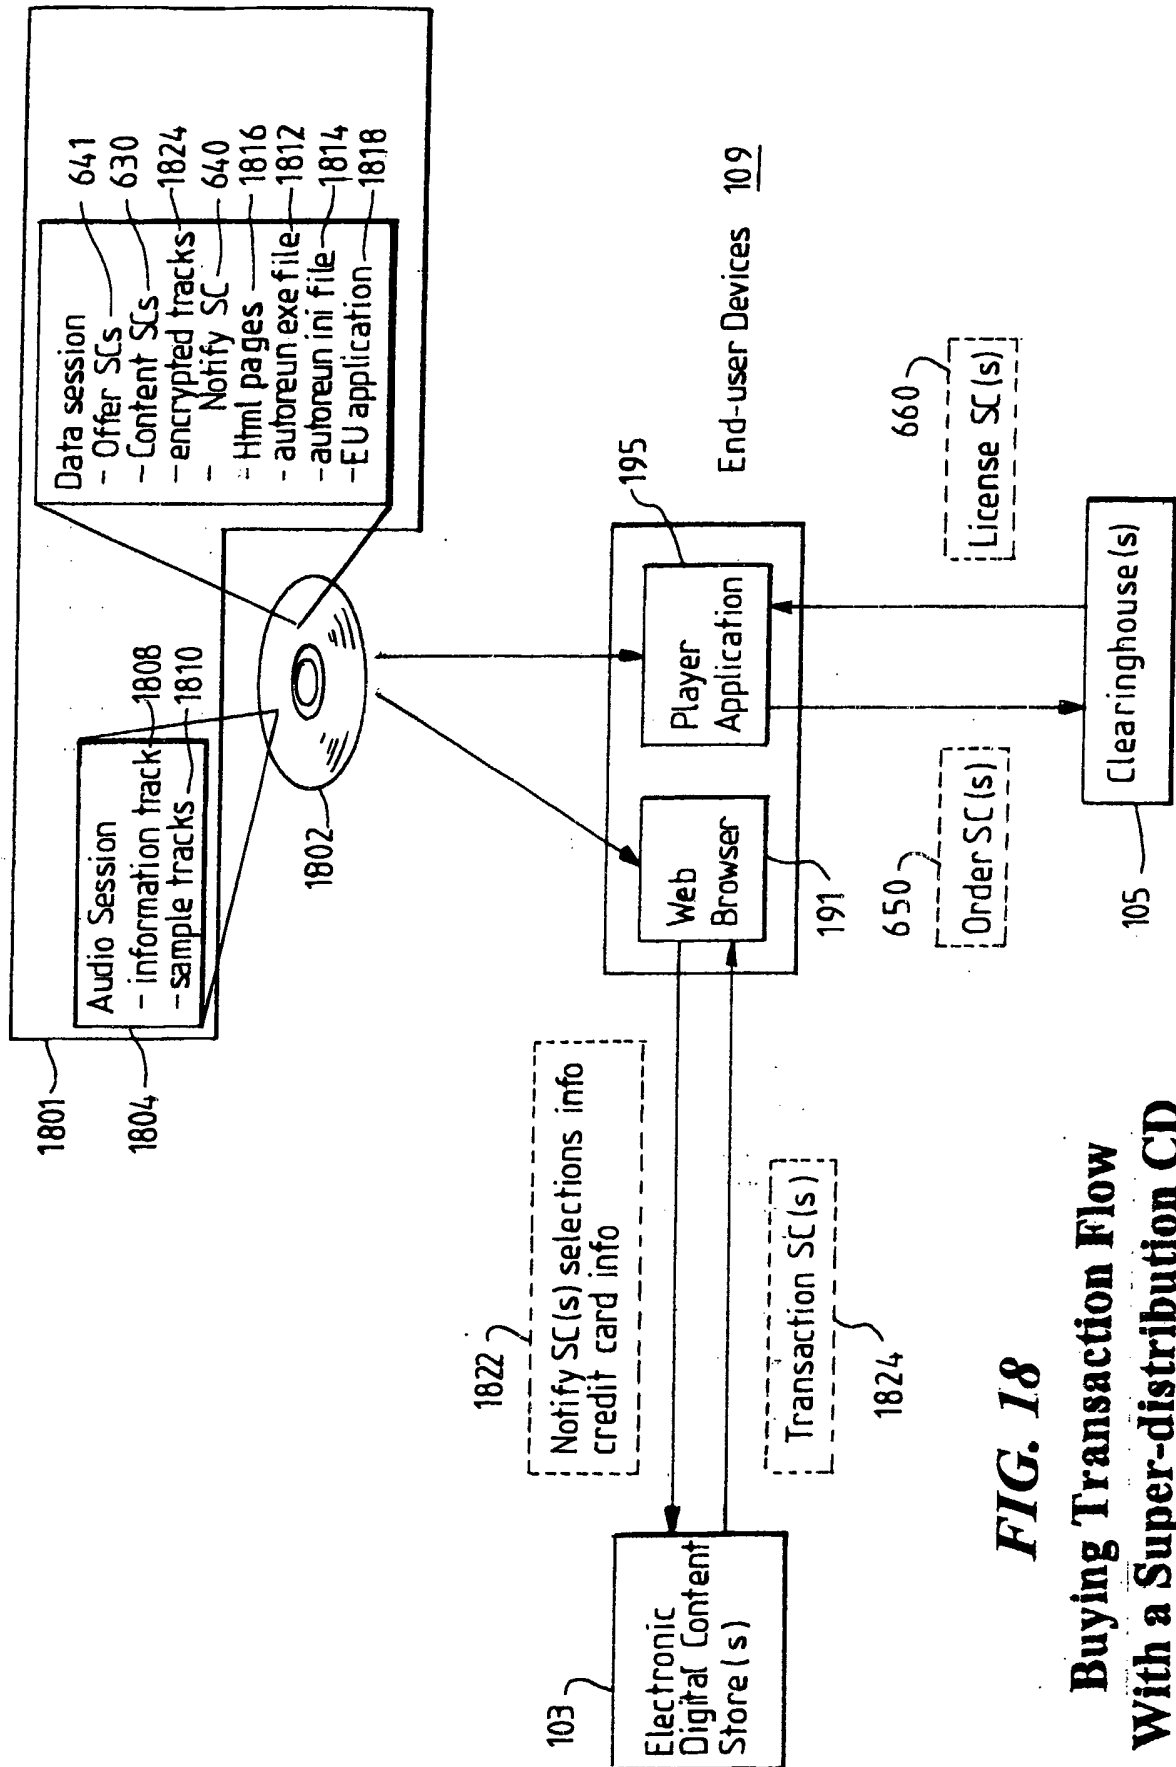 1801
1804
Audio Session
- information track 1808
- sample tracks 1810
1802
Data session
- Offer SCs 641
- Content SCs 630
- encrypted tracks 1824
- Notify SC 640
- Html pages 1816
- autoreun exe file 1812
- autoreun ini file 1814
- EU application 1818
1822
Notify SC(s) selections info
credit card info
Web
Browser
191
Player
Application
195
End-user Devices 109
103
Electronic
Digital Content
Store(s)
Transaction SC(s)
1824
650
Order SC(s)
660
License SC(s)
Clearinghouse(s)
105
FIG. 18
Buying Transaction Flow
With a Super-distribution CD